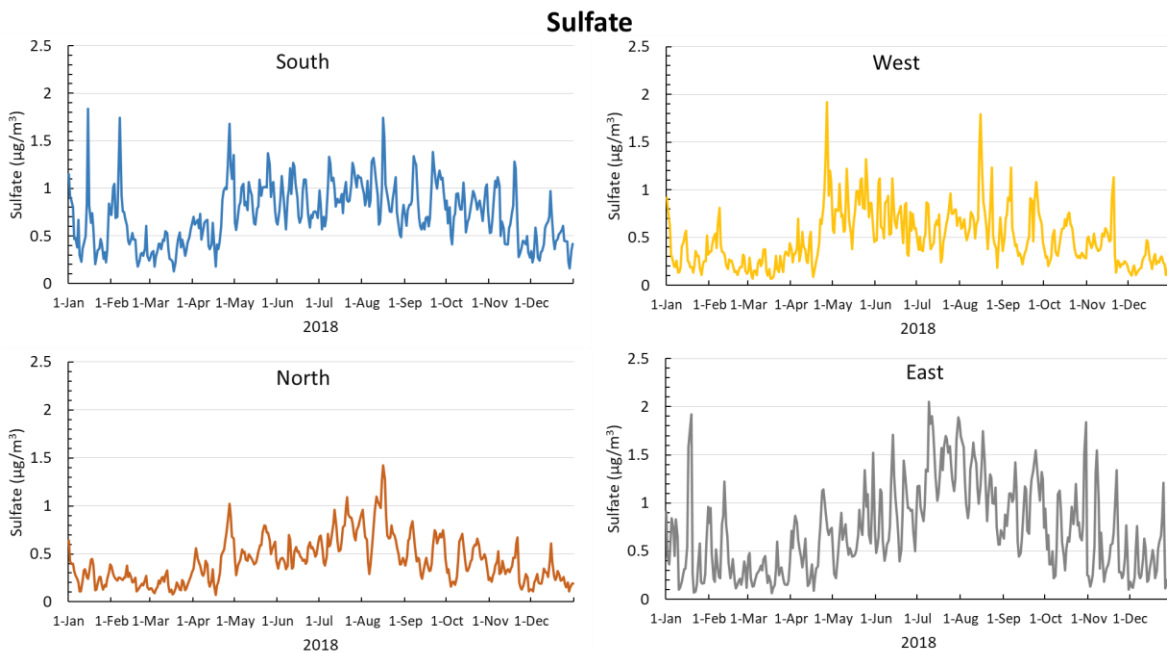 Sulfate
South
Sulfate (µg/m³)
2.5
2
1.5
1
0.5
0
1-Jan 1-Feb 1-Mar 1-Apr 1-May 1-Jun 1-Jul 1-Aug 1-Sep 1-Oct 1-Nov 1-Dec
2018
West
Sulfate (µg/m³)
2.5
2
1.5
1
0.5
0
1-Jan 1-Feb 1-Mar 1-Apr 1-May 1-Jun 1-Jul 1-Aug 1-Sep 1-Oct 1-Nov 1-Dec
2018
North
Sulfate (µg/m³)
2.5
2
1.5
1
0.5
0
1-Jan 1-Feb 1-Mar 1-Apr 1-May 1-Jun 1-Jul 1-Aug 1-Sep 1-Oct 1-Nov 1-Dec
2018
East
Sulfate (µg/m³)
2.5
2
1.5
1
0.5
0
1-Jan 1-Feb 1-Mar 1-Apr 1-May 1-Jun 1-Jul 1-Aug 1-Sep 1-Oct 1-Nov 1-Dec
2018